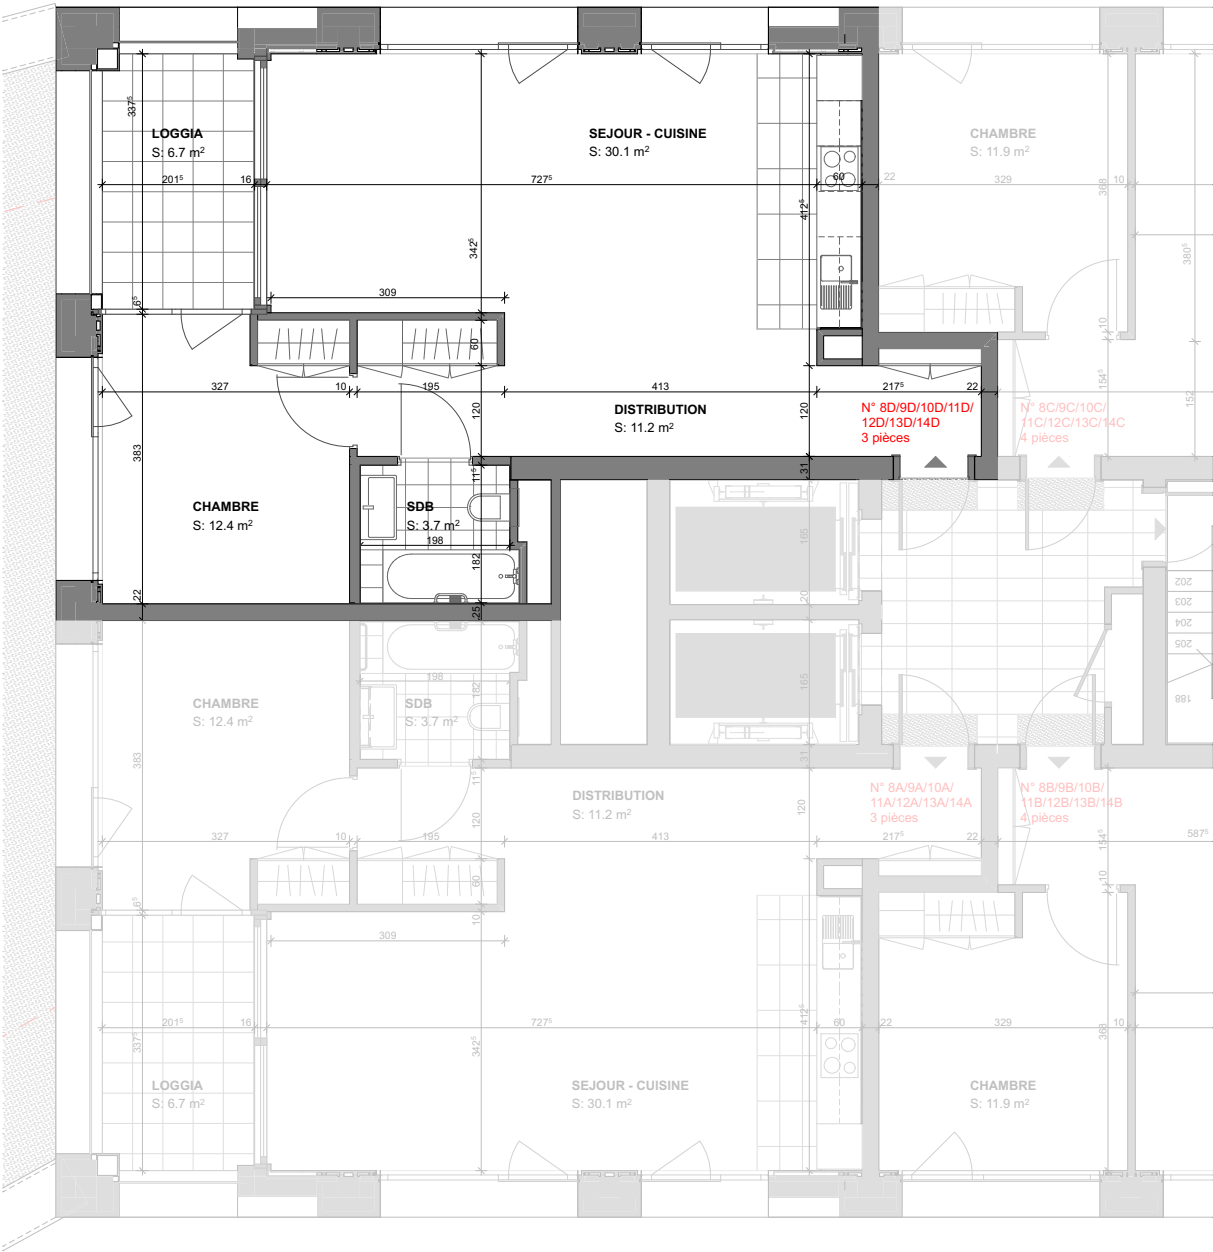 LOGGIA
S: 6.7 m²
SEJOUR - CUISINE
S: 30.1 m²
CHAMBRE
S: 11.9 m²
337⁵
201⁵
16
727⁵
60
22
329
10
368
412⁵
342⁵
380⁵
309
6⁵
60
10
154⁵
152
327
10
195
413
217⁵
22
120
120
DISTRIBUTION
S: 11.2 m²
N° 8D/9D/10D/11D/
12D/13D/14D
3 pièces
N° 8C/9C/10C/
11C/12C/13C/14C
4 pièces
383
11⁵
31
CHAMBRE
S: 12.4 m²
SDB
S: 3.7 m²
198
182
165
22
25
20
202
203
204
205
188
CHAMBRE
S: 12.4 m²
SDB
S: 3.7 m²
198
182
165
383
11⁵
31
DISTRIBUTION
S: 11.2 m²
N° 8A/9A/10A/
11A/12A/13A/14A
3 pièces
N° 8B/9B/10B/
11B/12B/13B/14B
4 pièces
120
120
327
10
195
413
217⁵
22
154⁵
587⁵
60
10
6⁵
10
309
201⁵
16
727⁵
60
22
329
10
337⁵
342⁵
412⁵
368
LOGGIA
S: 6.7 m²
SEJOUR - CUISINE
S: 30.1 m²
CHAMBRE
S: 11.9 m²